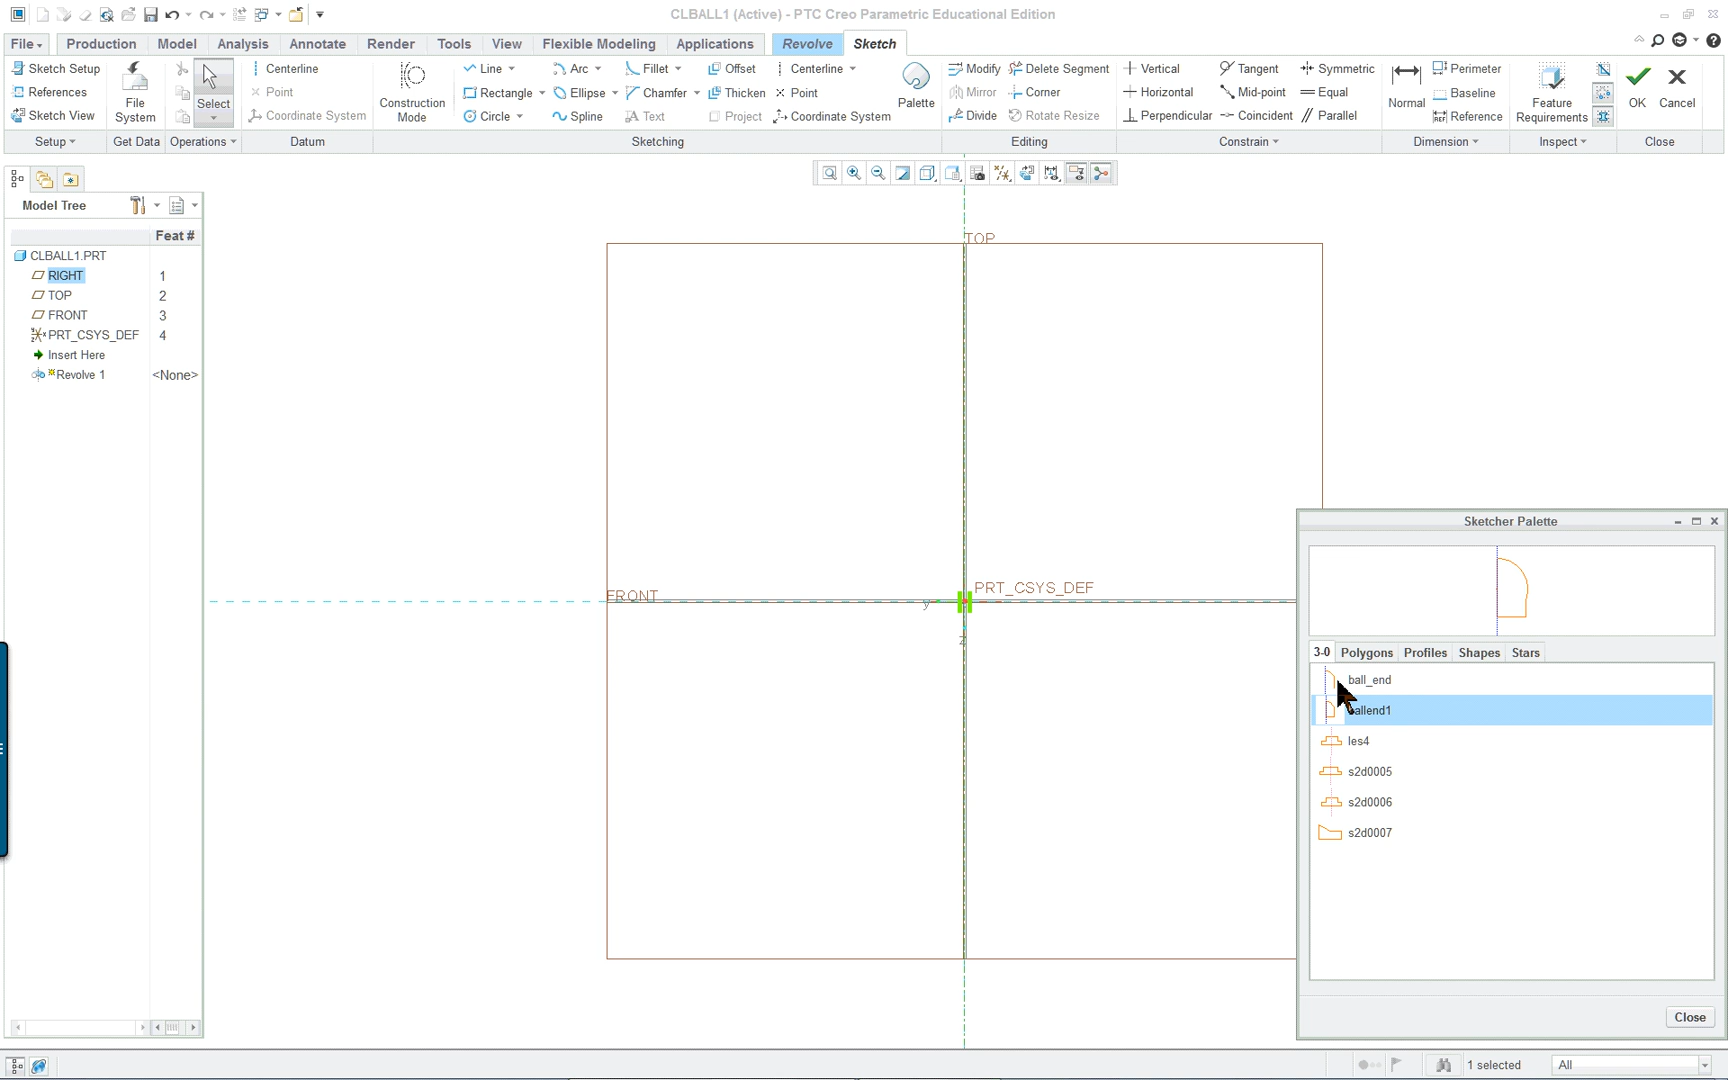 CLBALL1 (Active) - PTC Creo Parametric Educational Edition
File Production Model Analysis Annotate Render Tools View Flexible Modeling Applications Revolve Sketch
Sketch Setup
References
Sketch View
Setup
File System
Get Data
Select
Operations
Centerline
Point
Coordinate System
Datum
Construction Mode
Line Arc Fillet Offset Centerline
Rectangle Ellipse Chamfer Thicken Point
Circle Spline Text Project Coordinate System
Palette
Sketching
Modify Delete Segment
Mirror Corner
Divide Rotate Resize
Editing
Vertical Tangent Symmetric
Horizontal Mid-point Equal
Perpendicular Coincident Parallel
Constrain
Normal
Perimeter
Baseline
Reference
Dimension
Feature Requirements
Inspect
OK
Cancel
Close
Model Tree
Feat #
CLBALL1.PRT
RIGHT 1
TOP 2
FRONT 3
PRT_CSYS_DEF 4
Insert Here
Revolve 1 <None>
TOP
FRONT
PRT_CSYS_DEF
y
z
Sketcher Palette
3-0 Polygons Profiles Shapes Stars
ball_end
allend1
les4
s2d0005
s2d0006
s2d0007
Close
1 selected
All